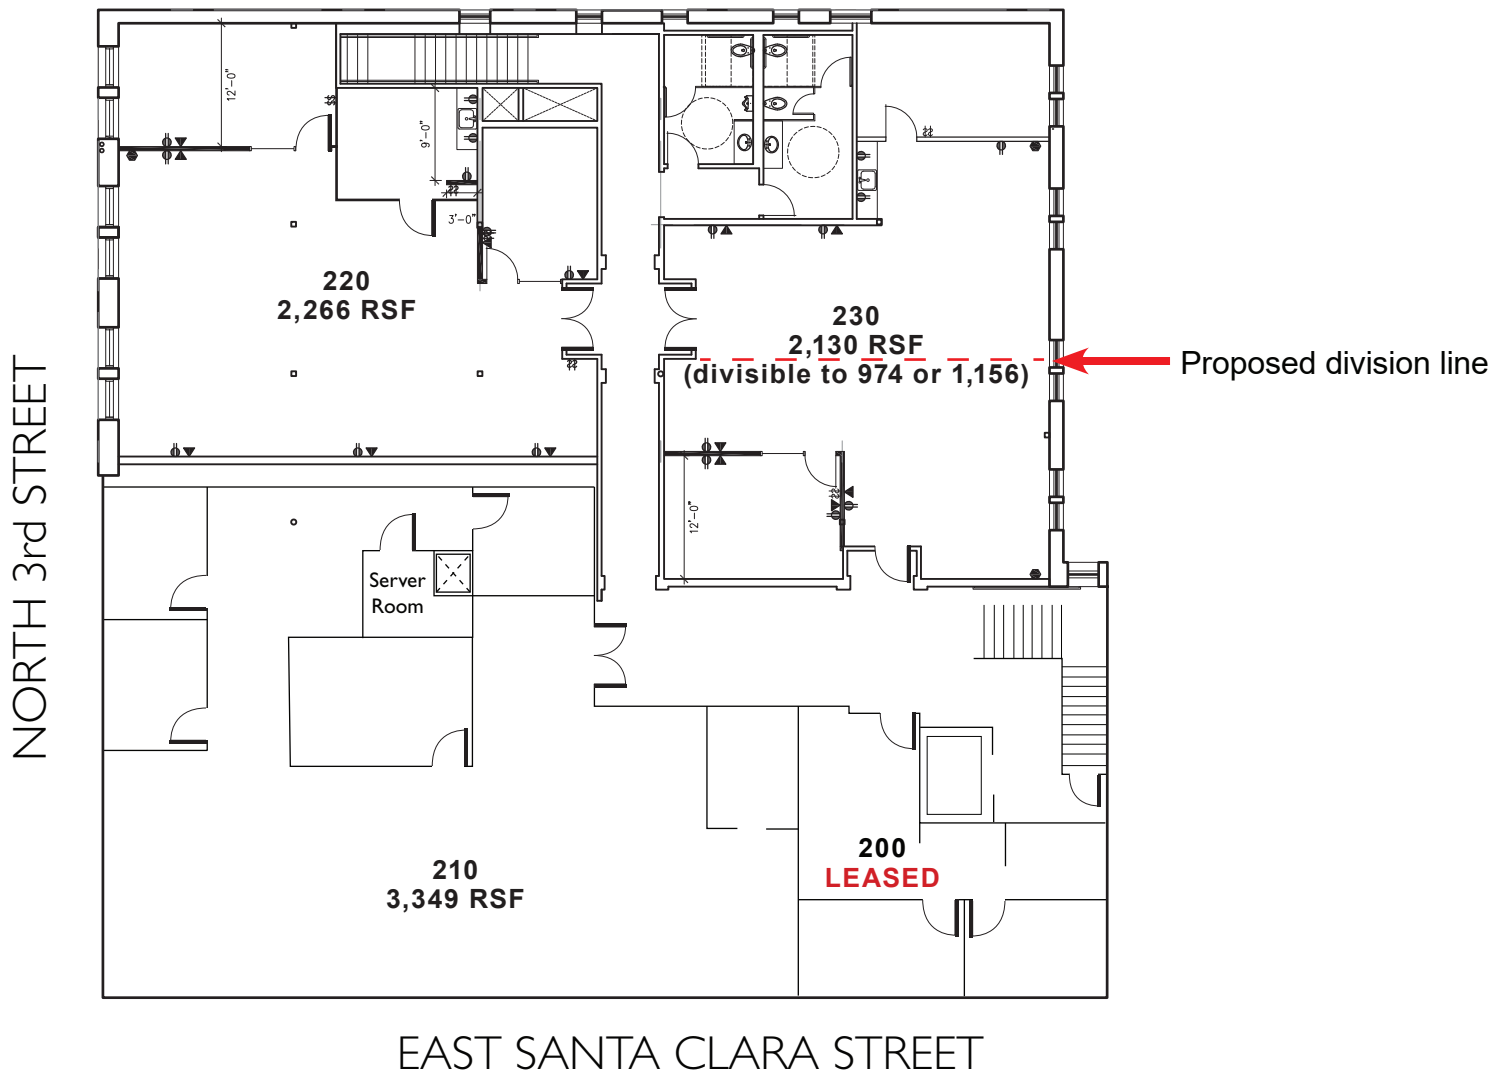 12'-0"
9'-0"
3'-0"
220
2,266 RSF
230
2,130 RSF
(divisible to 974 or 1,156)
Proposed division line
12'-0"
Server
Room
210
3,349 RSF
200
LEASED
NORTH 3rd STREET
EAST SANTA CLARA STREET